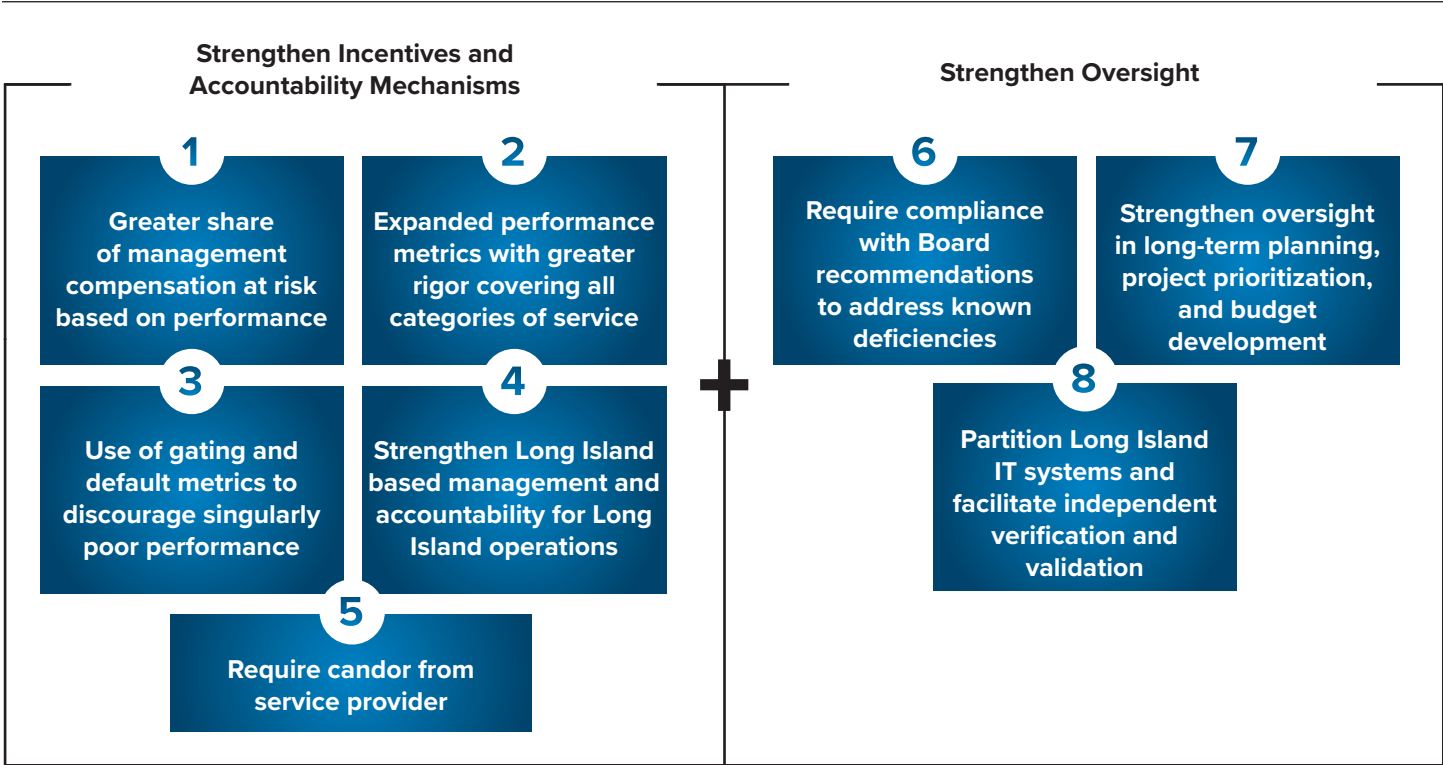 Strengthen Incentives and
Accountability Mechanisms
1
Greater share
of management
compensation at risk
based on performance
2
Expanded performance
metrics with greater
rigor covering all
categories of service
3
Use of gating and
default metrics to
discourage singularly
poor performance
4
Strengthen Long Island
based management and
accountability for Long
Island operations
5
Require candor from
service provider
+
Strengthen Oversight
6
Require compliance
with Board
recommendations
to address known
deficiencies
7
Strengthen oversight
in long-term planning,
project prioritization,
and budget
development
8
Partition Long Island
IT systems and
facilitate independent
verification and
validation